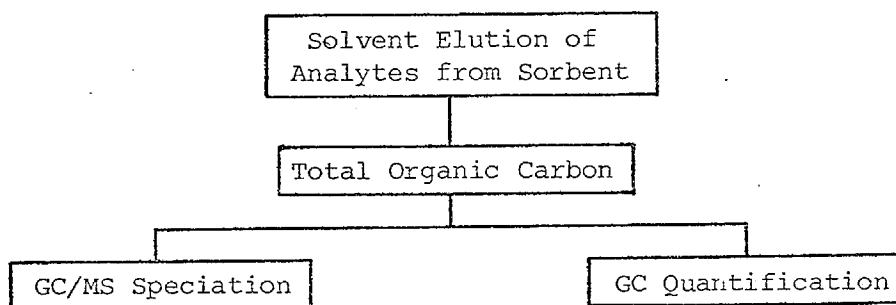 Solvent Elution of
Analytes from Sorbent
Total Organic Carbon
GC/MS Speciation
GC Quantification